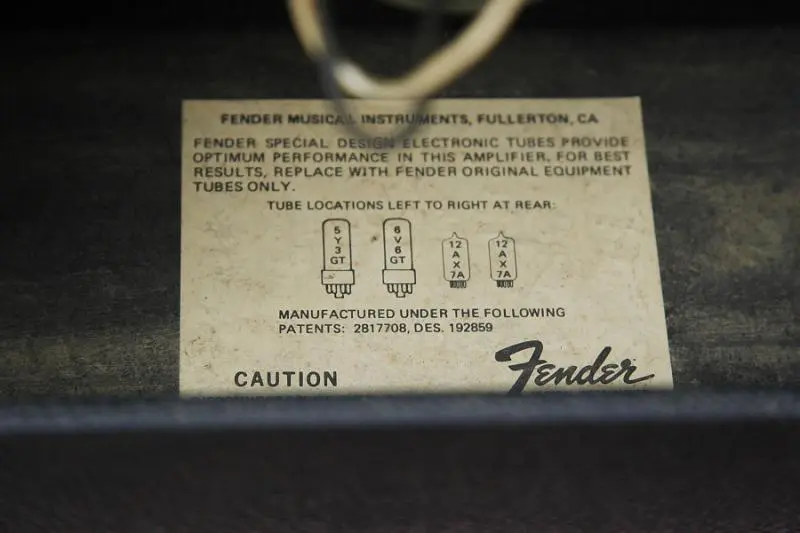 FENDER MUSICAL INSTRUMENTS, FULLERTON, CA
FENDER SPECIAL DESIGN ELECTRONIC TUBES PROVIDE
OPTIMUM PERFORMANCE IN THIS AMPLIFIER, FOR BEST
RESULTS, REPLACE WITH FENDER ORIGINAL EQUIPMENT
TUBES ONLY.
TUBE LOCATIONS LEFT TO RIGHT AT REAR:
5Y3GT 6V6GT 12AX7A 12AX7A
MANUFACTURED UNDER THE FOLLOWING
PATENTS: 2817708, DES. 192859
CAUTION
Fender